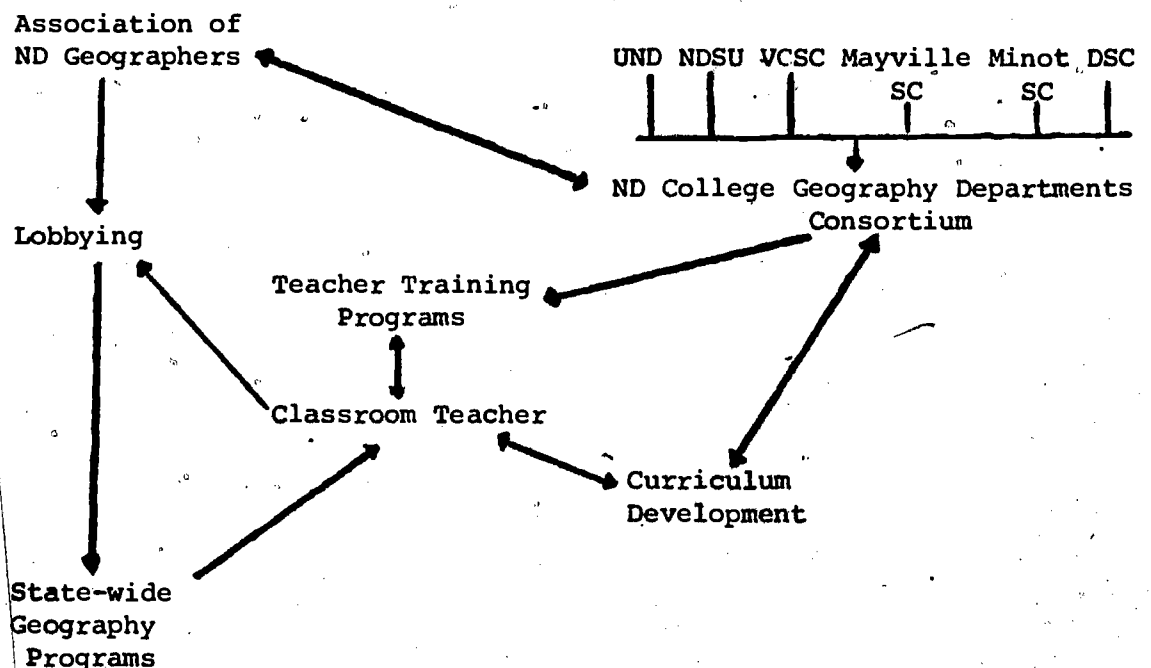 Association of
ND Geographers
UND NDSU VCSC Mayville Minot DSC
SC SC
ND College Geography Departments
Consortium
Lobbying
Teacher Training
Programs
Classroom Teacher
Curriculum
Development
State-wide
Geography
Programs